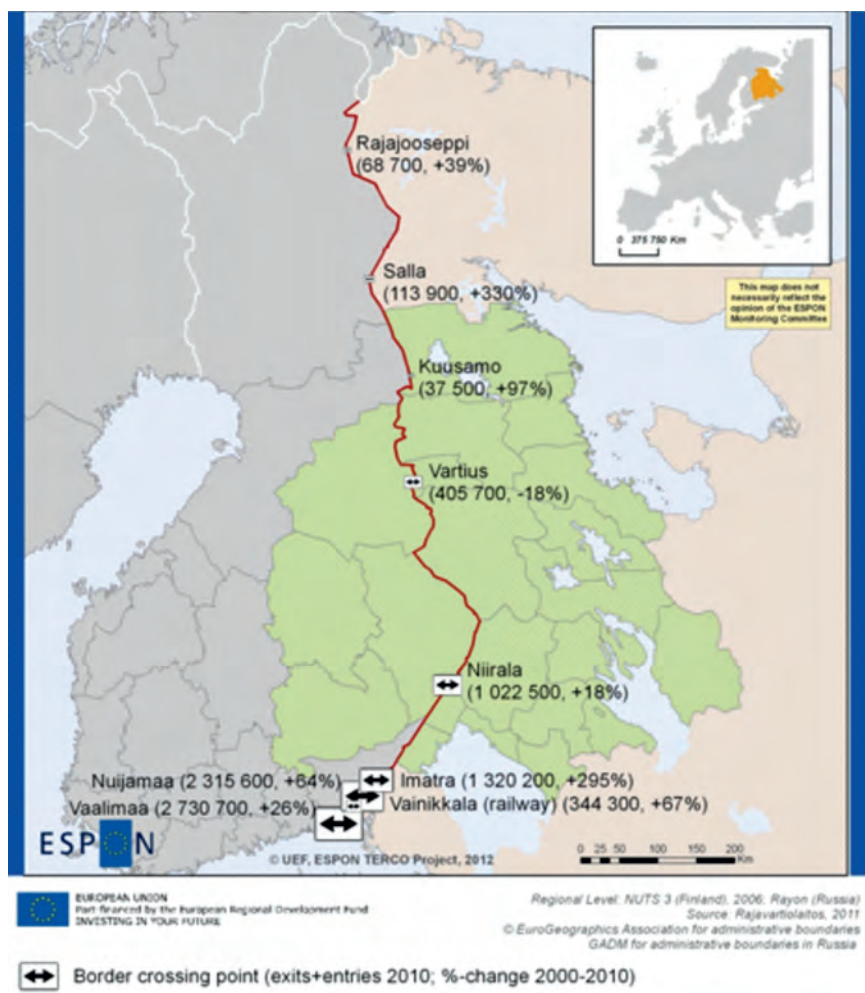 Rajajooseppi
(68 700, +39%)
Salla
(113 900, +330%)
Kuusamo
(37 500, +97%)
Vartius
(405 700, -18%)
Niirala
(1 022 500, +18%)
Nuijamaa (2 315 600, +64%)
Imatra (1 320 200, +295%)
Vaalimaa (2 730 700, +26%)
Vainikkala (railway) (344 300, +67%)
0 375 750 Km
This map does not
necessarily reflect the
opinion of the ESPON
Monitoring Committee
ESPON
© UEF, ESPON TERCO Project, 2012
0 25 50 100 150 200
Km
EUROPEAN UNION
Part financed by the European Regional Development Fund
INVESTING IN YOUR FUTURE
Regional Level: NUTS 3 (Finland), 2006; Rayon (Russia)
Source: Rajavartiolaitos, 2011
© EuroGeographics Association for administrative boundaries
GADM for administrative boundaries in Russia
Border crossing point (exits+entries 2010; %-change 2000-2010)